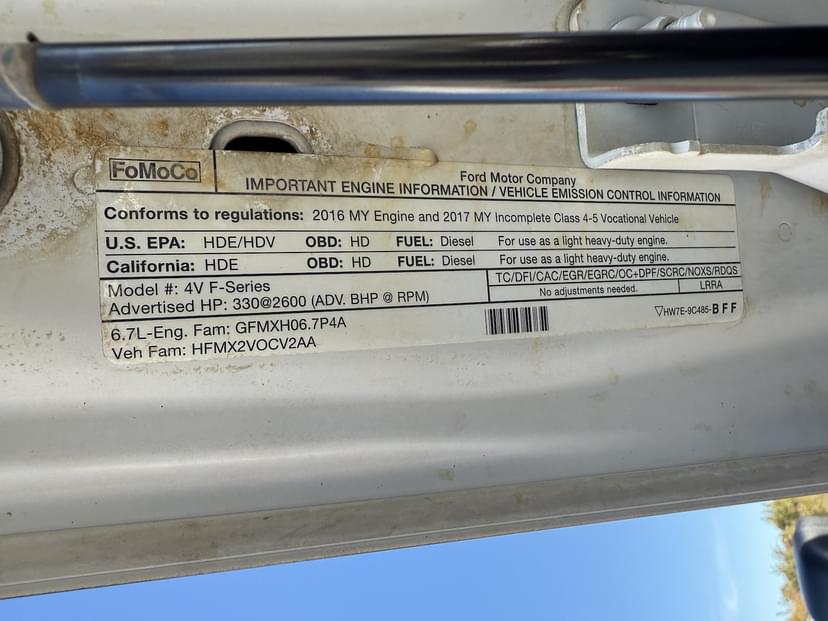 FoMoCo
Ford Motor Company
IMPORTANT ENGINE INFORMATION / VEHICLE EMISSION CONTROL INFORMATION
Conforms to regulations: 2016 MY Engine and 2017 MY Incomplete Class 4-5 Vocational Vehicle
U.S. EPA: HDE/HDV OBD: HD FUEL: Diesel For use as a light heavy-duty engine.
California: HDE OBD: HD FUEL: Diesel For use as a light heavy-duty engine.
Model #: 4V F-Series
Advertised HP: 330@2600 (ADV. BHP @ RPM)
TC/DFI/CAC/EGR/EGRC/OC+DPF/SCRC/NOXS/RDQS
No adjustments needed. LRRA
6.7L-Eng. Fam: GFMXH06.7P4A
Veh Fam: HFMX2VOCV2AA
HW7E-9C485-BFF